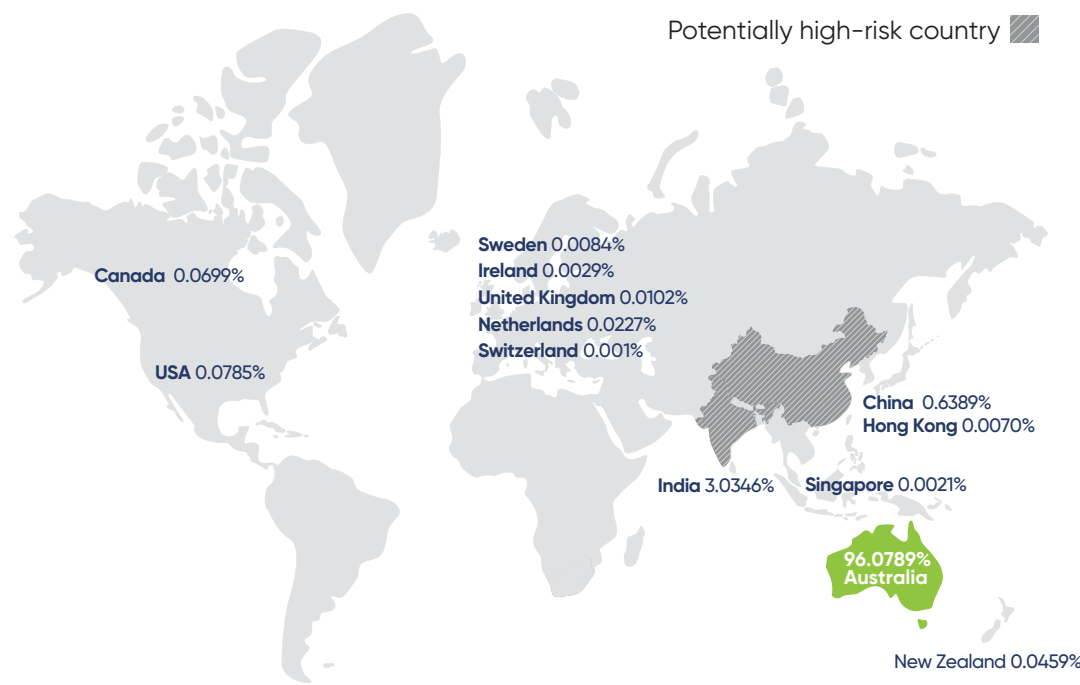 Potentially high-risk country
Sweden 0.0084%
Ireland 0.0029%
United Kingdom 0.0102%
Netherlands 0.0227%
Switzerland 0.001%
Canada 0.0699%
USA 0.0785%
China 0.6389%
Hong Kong 0.0070%
India 3.0346%
Singapore 0.0021%
96.0789%
Australia
New Zealand 0.0459%